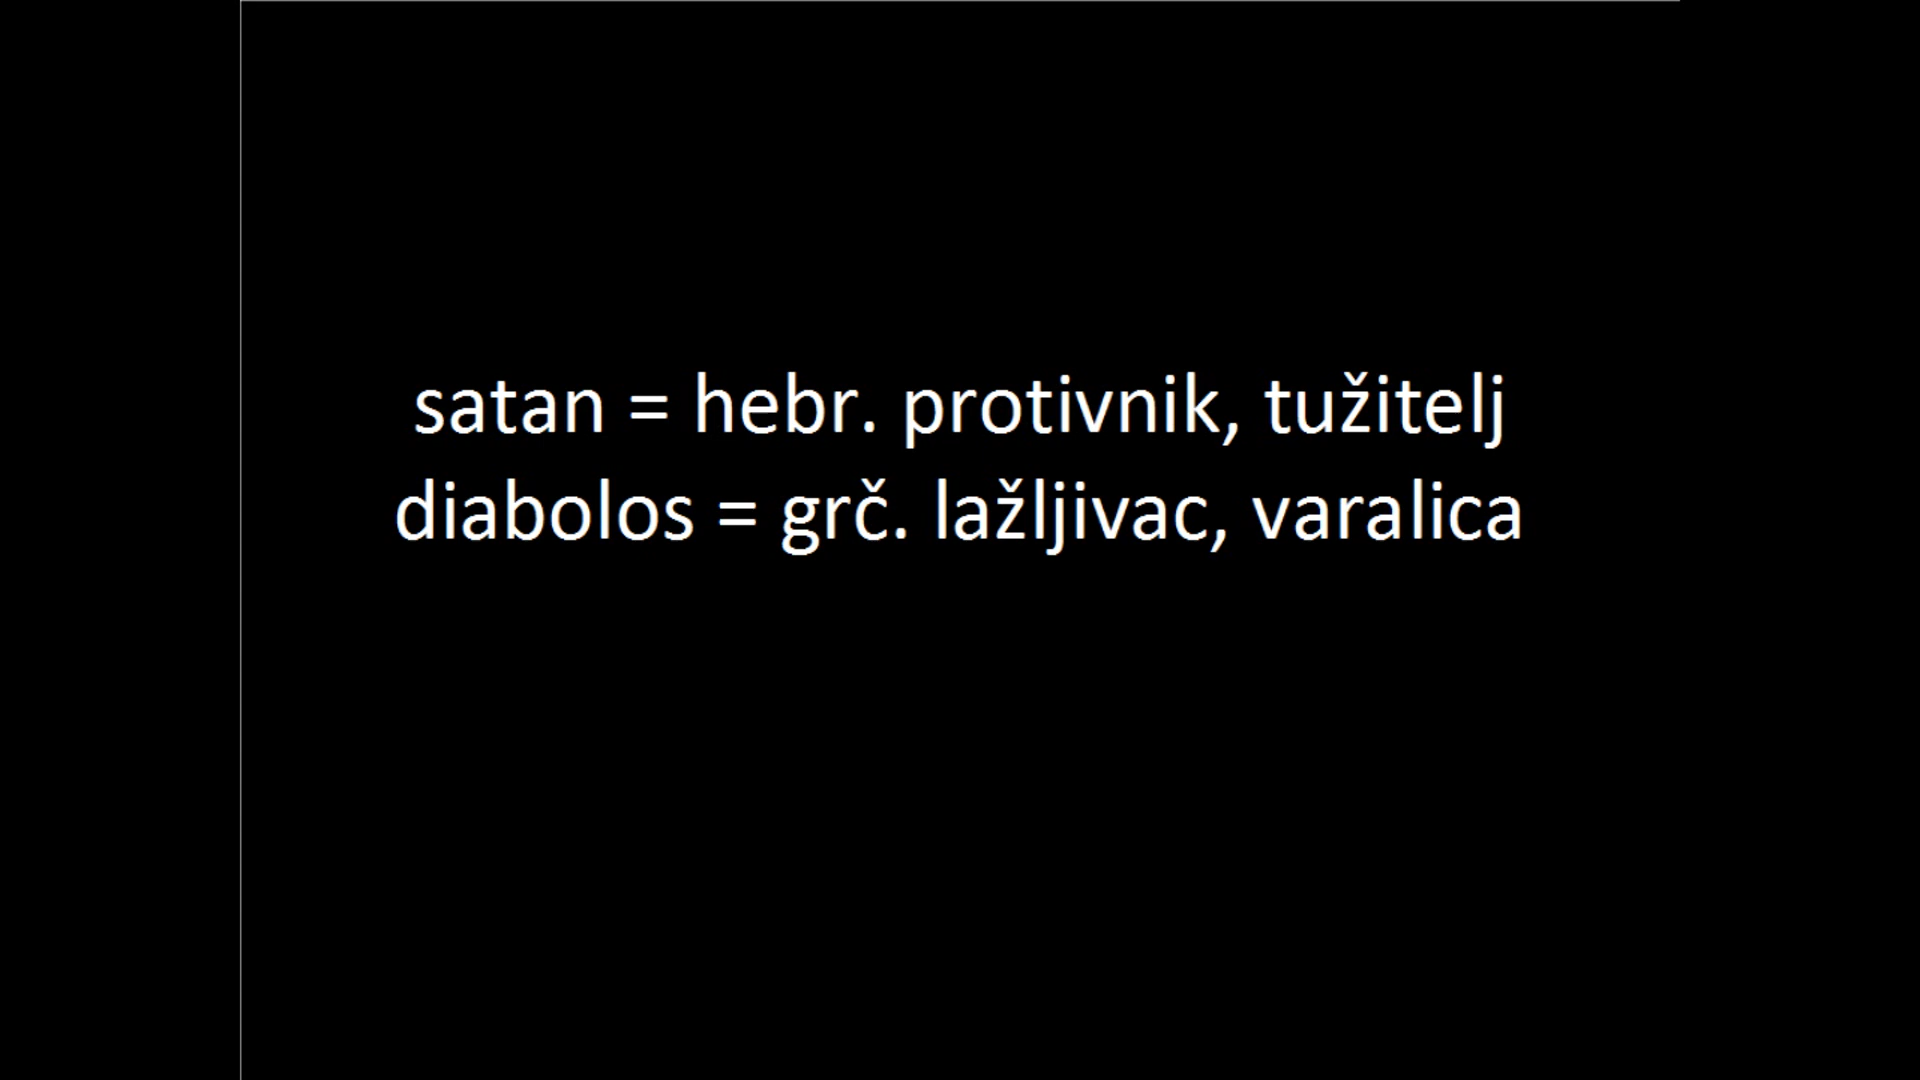 satan = hebr. protivnik, tužitelj
diabolos = grč. lažljivac, varalica